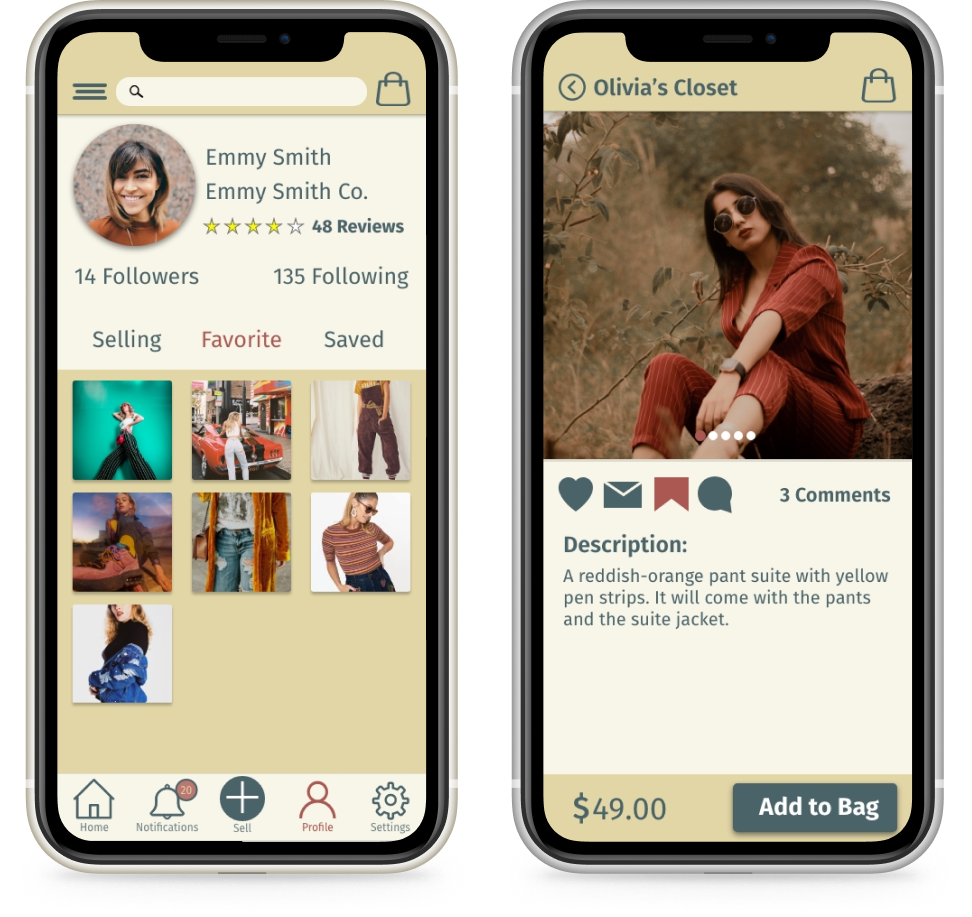 Emmy Smith
Emmy Smith Co.
48 Reviews
14 Followers 135 Following
Selling Favorite Saved
20
Home Notifications Sell Profile Settings
Olivia's Closet
3 Comments
Description:
A reddish-orange pant suite with yellow
pen strips. It will come with the pants
and the suite jacket.
$49.00 Add to Bag